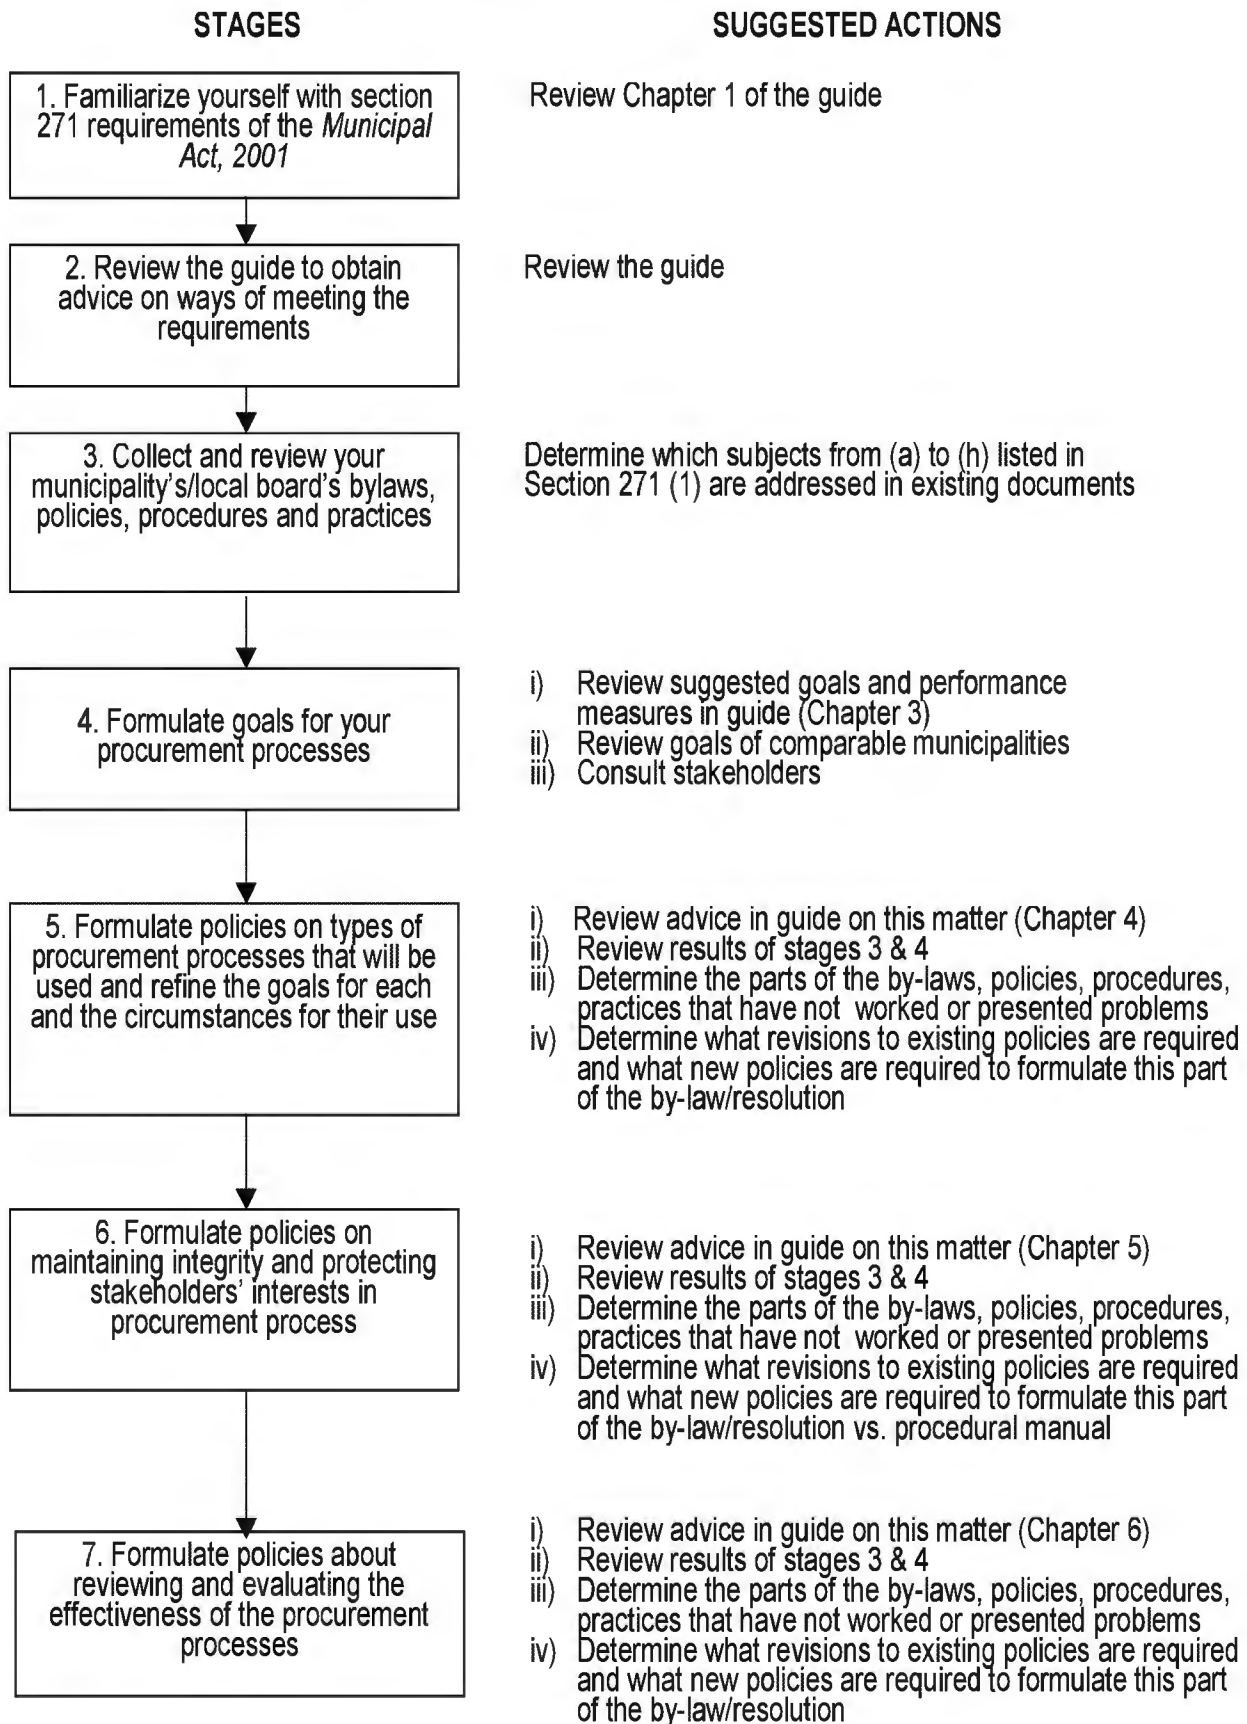 STAGES
SUGGESTED ACTIONS
1. Familiarize yourself with section
271 requirements of the Municipal
Act, 2001
Review Chapter 1 of the guide
2. Review the guide to obtain
advice on ways of meeting the
requirements
Review the guide
3. Collect and review your
municipality's/local board's bylaws,
policies, procedures and practices
Determine which subjects from (a) to (h) listed in
Section 271 (1) are addressed in existing documents
4. Formulate goals for your
procurement processes
i) Review suggested goals and performance
measures in guide (Chapter 3)
ii) Review goals of comparable municipalities
iii) Consult stakeholders
5. Formulate policies on types of
procurement processes that will be
used and refine the goals for each
and the circumstances for their use
i) Review advice in guide on this matter (Chapter 4)
ii) Review results of stages 3 & 4
iii) Determine the parts of the by-laws, policies, procedures,
practices that have not worked or presented problems
iv) Determine what revisions to existing policies are required
and what new policies are required to formulate this part
of the by-law/resolution
6. Formulate policies on
maintaining integrity and protecting
stakeholders' interests in
procurement process
i) Review advice in guide on this matter (Chapter 5)
ii) Review results of stages 3 & 4
iii) Determine the parts of the by-laws, policies, procedures,
practices that have not worked or presented problems
iv) Determine what revisions to existing policies are required
and what new policies are required to formulate this part
of the by-law/resolution vs. procedural manual
7. Formulate policies about
reviewing and evaluating the
effectiveness of the procurement
processes
i) Review advice in guide on this matter (Chapter 6)
ii) Review results of stages 3 & 4
iii) Determine the parts of the by-laws, policies, procedures,
practices that have not worked or presented problems
iv) Determine what revisions to existing policies are required
and what new policies are required to formulate this part
of the by-law/resolution